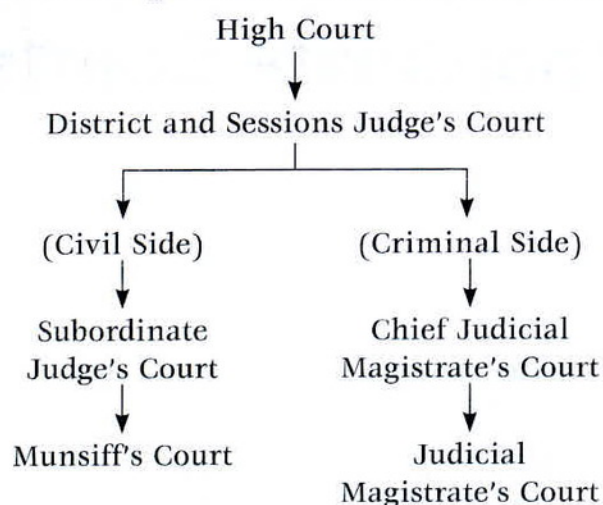 High Court
District and Sessions Judge's Court
(Civil Side)
(Criminal Side)
Subordinate
Judge's Court
Chief Judicial
Magistrate's Court
Munsiff's Court
Judicial
Magistrate's Court